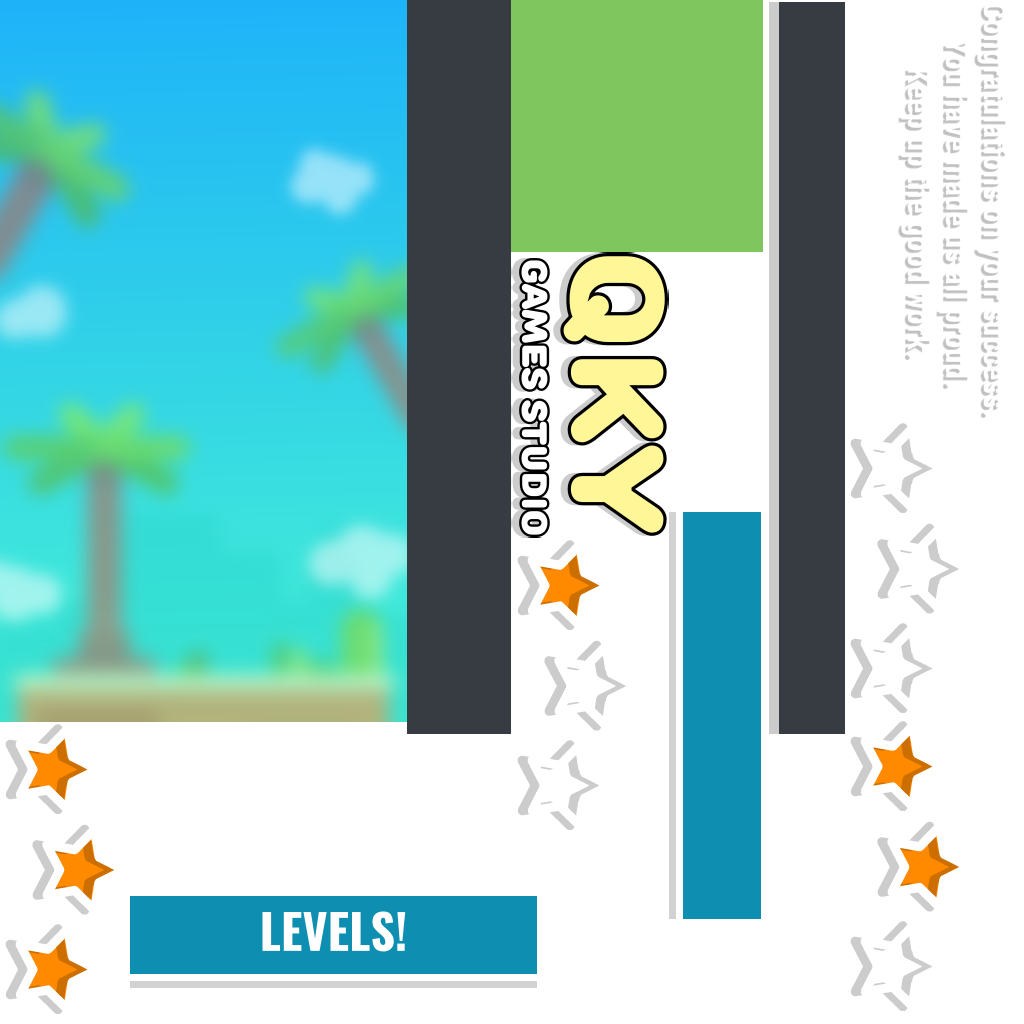 Congratulations on your success.
You have made us all proud.
Keep up the good work.
QKY
GAMES STUDIO
LEVELS!